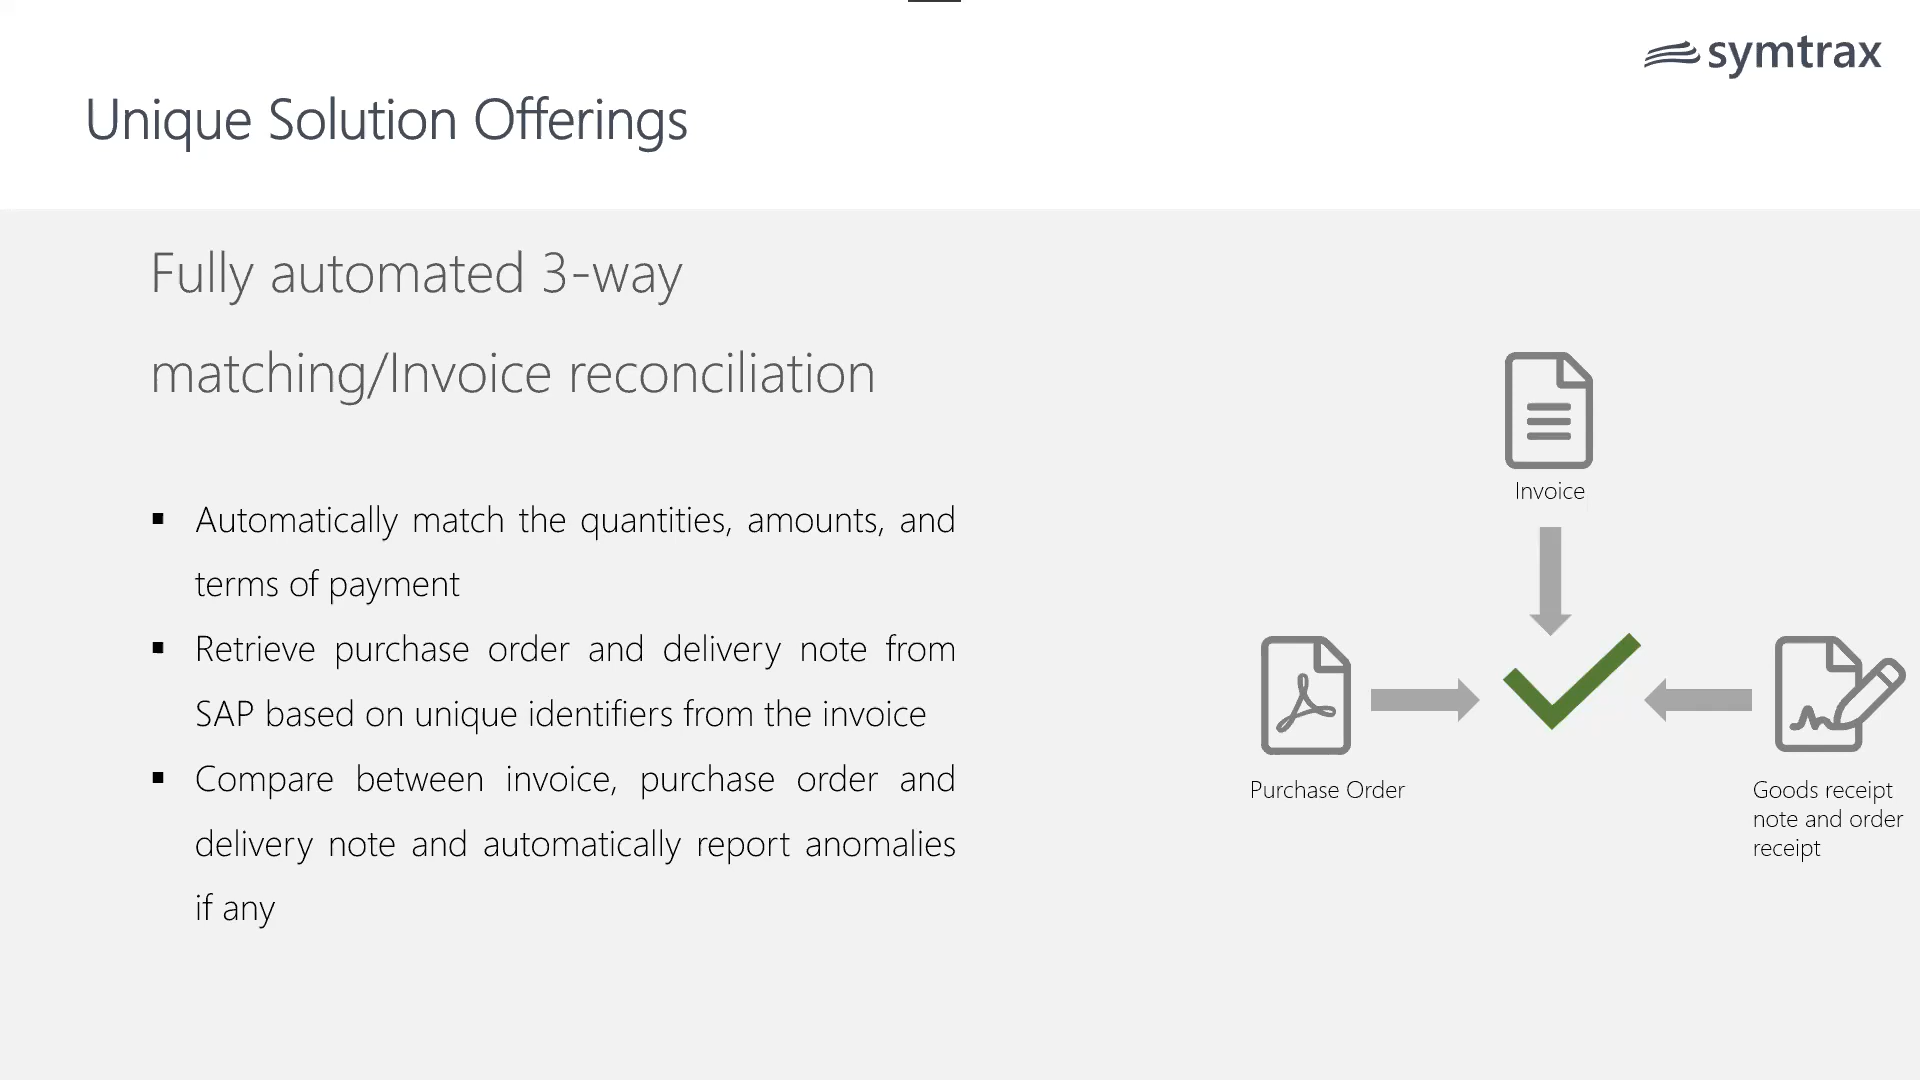 symtrax
Unique Solution Offerings
Fully automated 3-way
matching/Invoice reconciliation
▪ Automatically match the quantities, amounts, and
terms of payment
▪ Retrieve purchase order and delivery note from
SAP based on unique identifiers from the invoice
▪ Compare between invoice, purchase order and
delivery note and automatically report anomalies
if any
Invoice
Purchase Order
Goods receipt
note and order
receipt